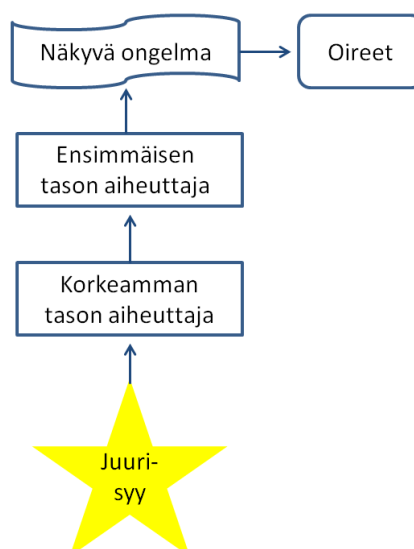 Näkyvä ongelma
Oireet
Ensimmäisen
tason aiheuttaja
Korkeamman
tason aiheuttaja
Juuri-
syy